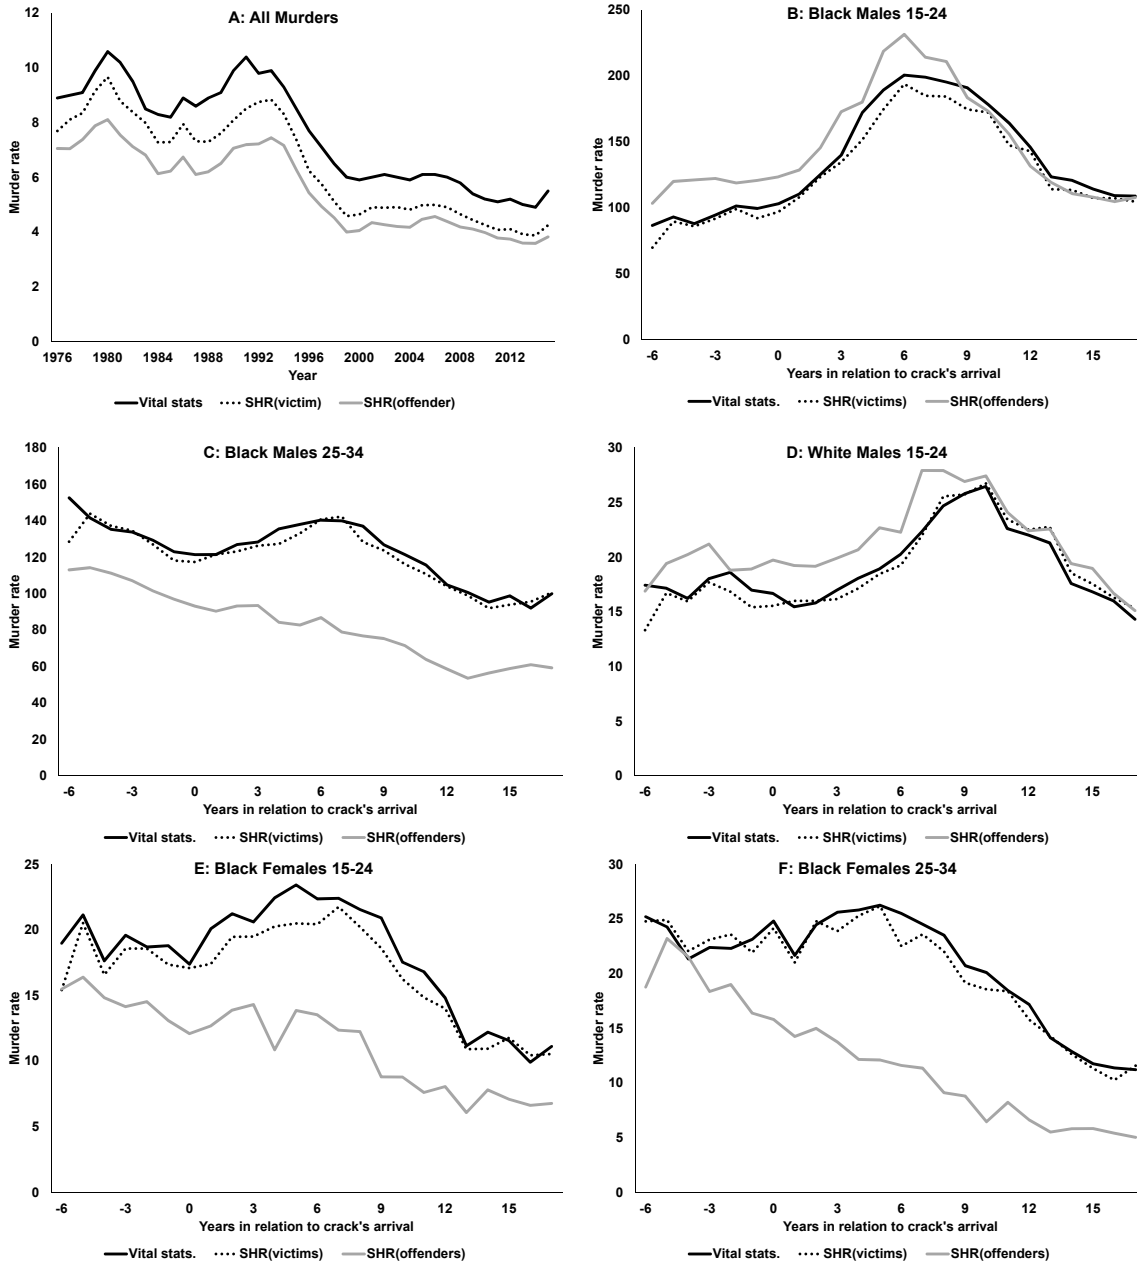 A: All Murders
12
10
8
6
4
2
0
Murder rate
1976 1980 1984 1988 1992 1996 2000 2004 2008 2012
Year
Vital stats SHR(victim) SHR(offender)
B: Black Males 15-24
250
200
150
100
50
0
Murder rate
-6 -3 0 3 6 9 12 15
Years in relation to crack's arrival
Vital stats. SHR(victims) SHR(offenders)
C: Black Males 25-34
180
160
140
120
100
80
60
40
20
0
Murder rate
-6 -3 0 3 6 9 12 15
Years in relation to crack's arrival
Vital stats. SHR(victims) SHR(offenders)
D: White Males 15-24
30
25
20
15
10
5
0
Murder rate
-6 -3 0 3 6 9 12 15
Years in relation to crack's arrival
Vital stats. SHR(victims) SHR(offenders)
E: Black Females 15-24
25
20
15
10
5
0
Murder rate
-6 -3 0 3 6 9 12 15
Years in relation to crack's arrival
Vital stats. SHR(victims) SHR(offenders)
F: Black Females 25-34
30
25
20
15
10
5
0
Murder rate
-6 -3 0 3 6 9 12 15
Years in relation to crack's arrival
Vital stats. SHR(victims) SHR(offenders)